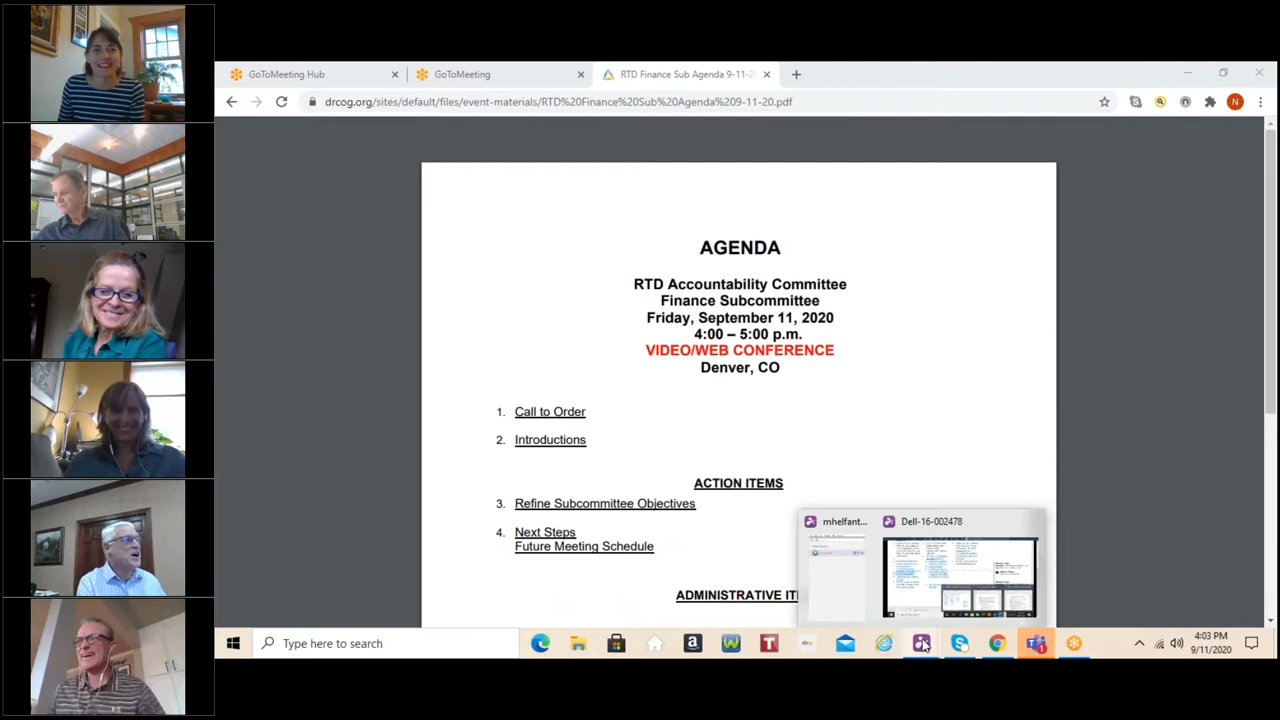 GoToMeeting Hub
GoToMeeting
RTD Finance Sub Agenda 9-11-2
drcog.org/sites/default/files/event-materials/RTD%20Finance%20Sub%20Agenda%209-11-20.pdf
N
AGENDA
RTD Accountability Committee
Finance Subcommittee
Friday, September 11, 2020
4:00 – 5:00 p.m.
VIDEO/WEB CONFERENCE
Denver, CO
1. Call to Order
2. Introductions
ACTION ITEMS
3. Refine Subcommittee Objectives
4. Next Steps
Future Meeting Schedule
ADMINISTRATIVE ITE
mhelfant...
Dell-16-002478
Type here to search
4:03 PM
9/11/2020